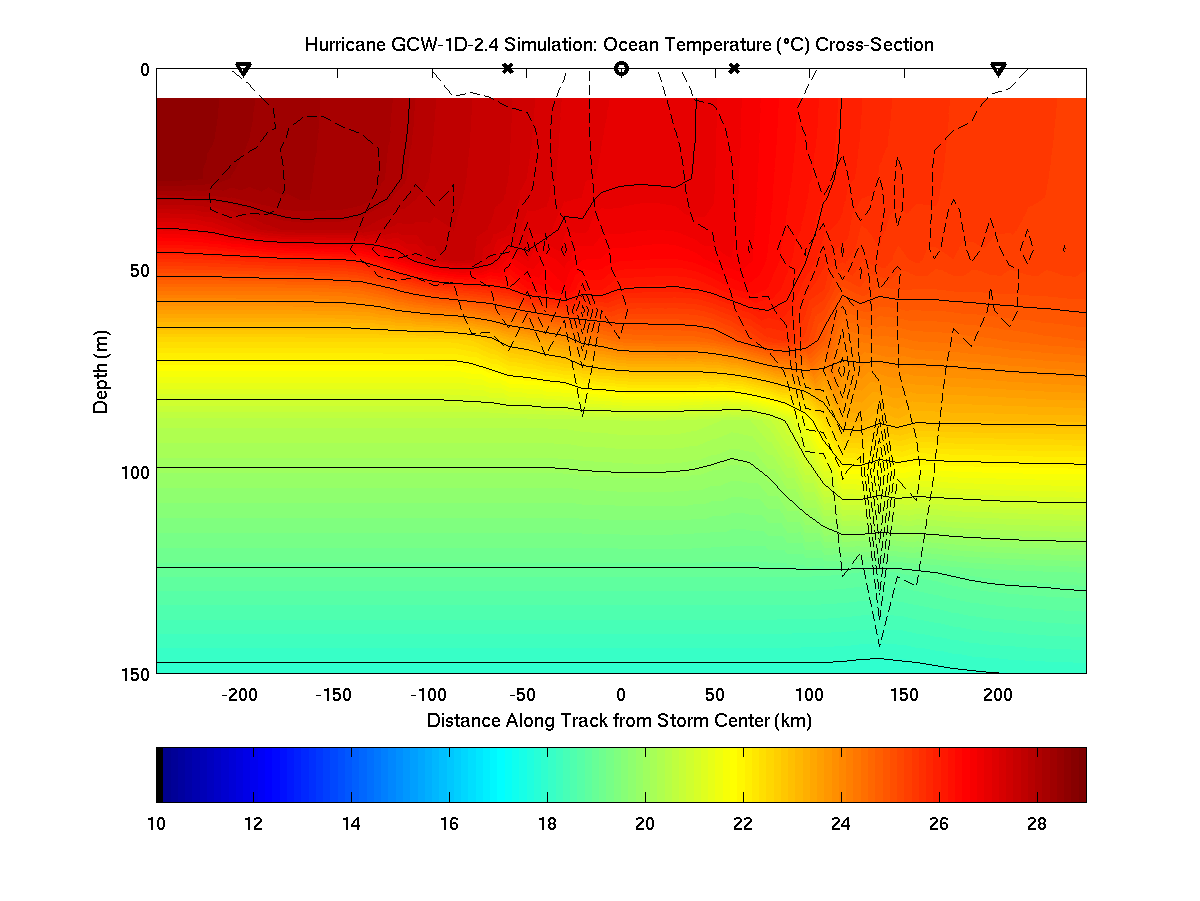 Hurricane GCW-1D-2.4 Simulation: Ocean Temperature (°C) Cross-Section
0
50
100
150
Depth (m)
-200 -150 -100 -50 0 50 100 150 200
Distance Along Track from Storm Center (km)
10 12 14 16 18 20 22 24 26 28